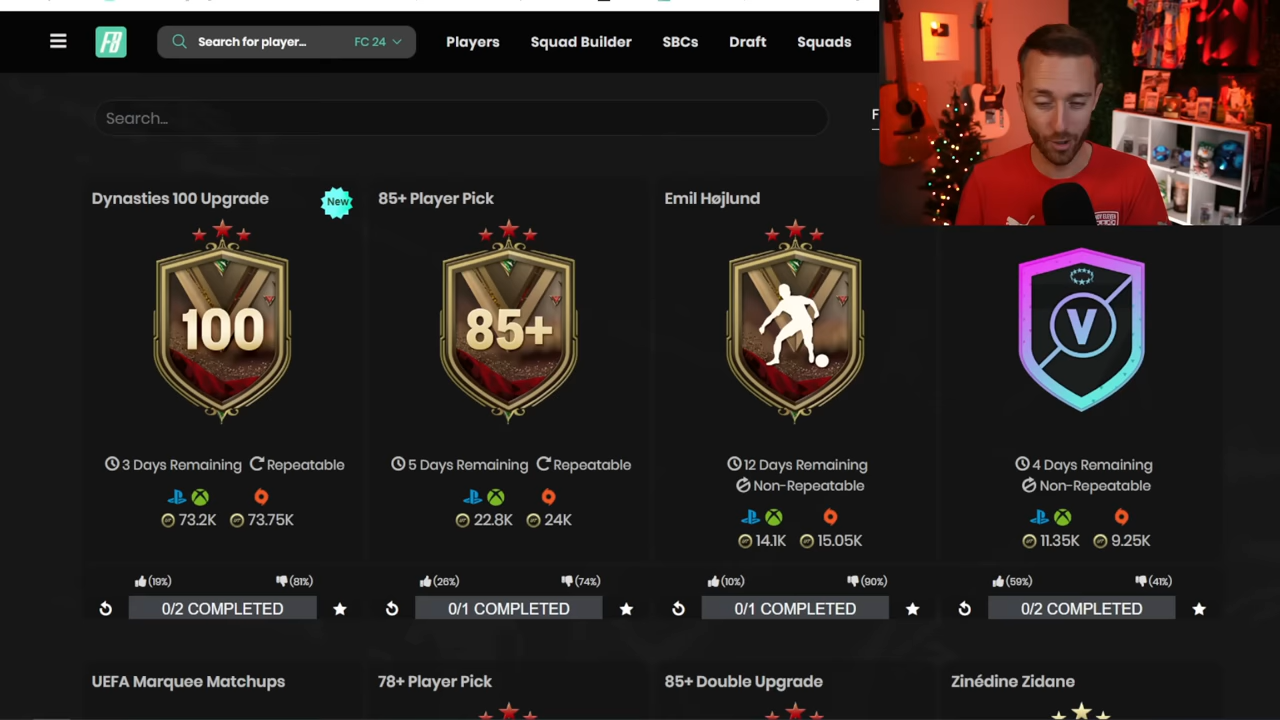 FB
Search for player...
FC 24
Players
Squad Builder
SBCs
Draft
Squads
Search...
F
Dynasties 100 Upgrade
New
85+ Player Pick
Emil Højlund
100
85+
V
3 Days Remaining
Repeatable
5 Days Remaining
Repeatable
12 Days Remaining
Non-Repeatable
4 Days Remaining
Non-Repeatable
73.2K
73.75K
22.8K
24K
14.1K
15.05K
11.35K
9.25K
(19%)
(81%)
(26%)
(74%)
(10%)
(90%)
(59%)
(41%)
0/2 COMPLETED
0/1 COMPLETED
0/1 COMPLETED
0/2 COMPLETED
UEFA Marquee Matchups
78+ Player Pick
85+ Double Upgrade
Zinédine Zidane